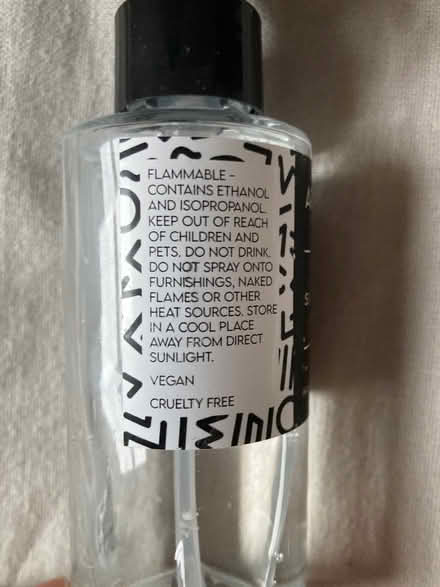 FLAMMABLE –
CONTAINS ETHANOL
AND ISOPROPANOL.
KEEP OUT OF REACH
OF CHILDREN AND
PETS. DO NOT DRINK.
DO NOT SPRAY ONTO
FURNISHINGS, NAKED
FLAMES OR OTHER
HEAT SOURCES. STORE
IN A COOL PLACE
AWAY FROM DIRECT
SUNLIGHT.
VEGAN
CRUELTY FREE